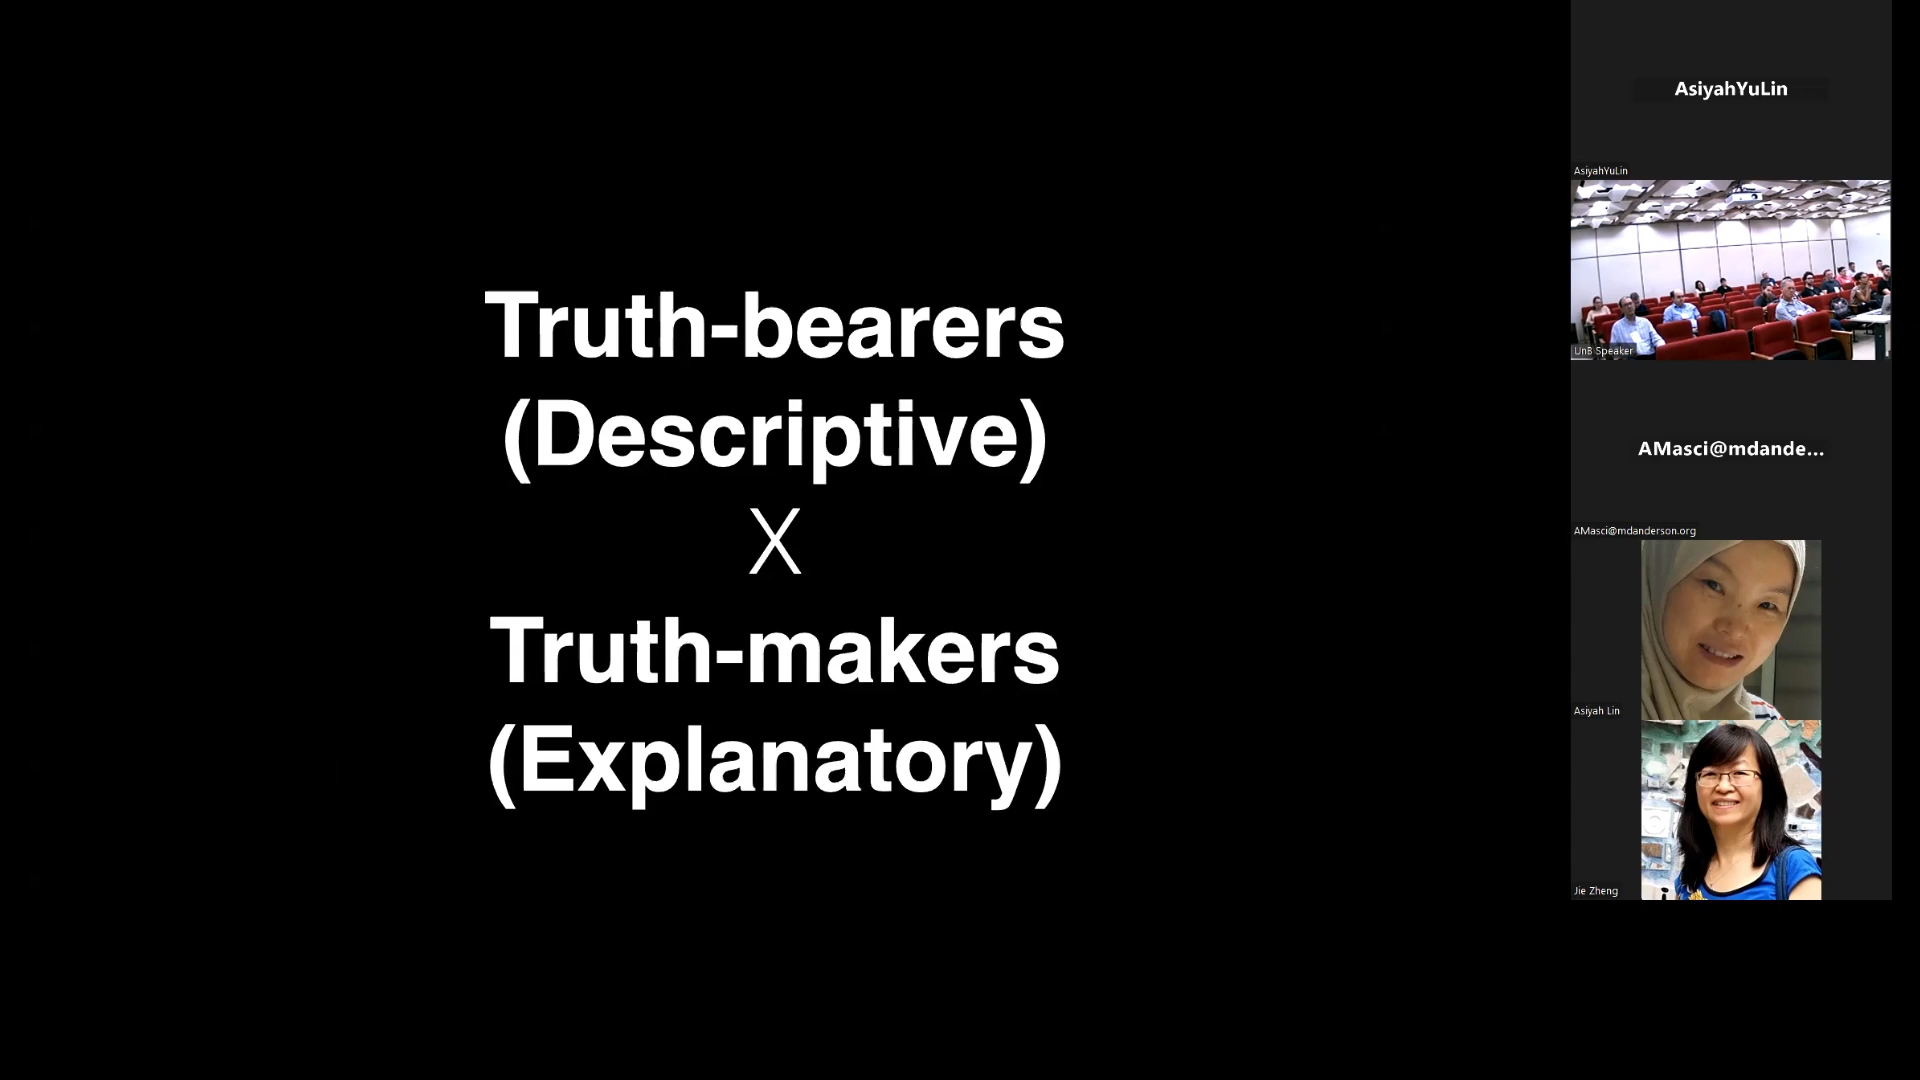 Truth-bearers
(Descriptive)
X
Truth-makers
(Explanatory)
AsiyahYuLin
AsiyahYuLin
UnB Speaker
AMasci@mdande...
AMasci@mdanderson.org
Asiyah Lin
Jie Zheng